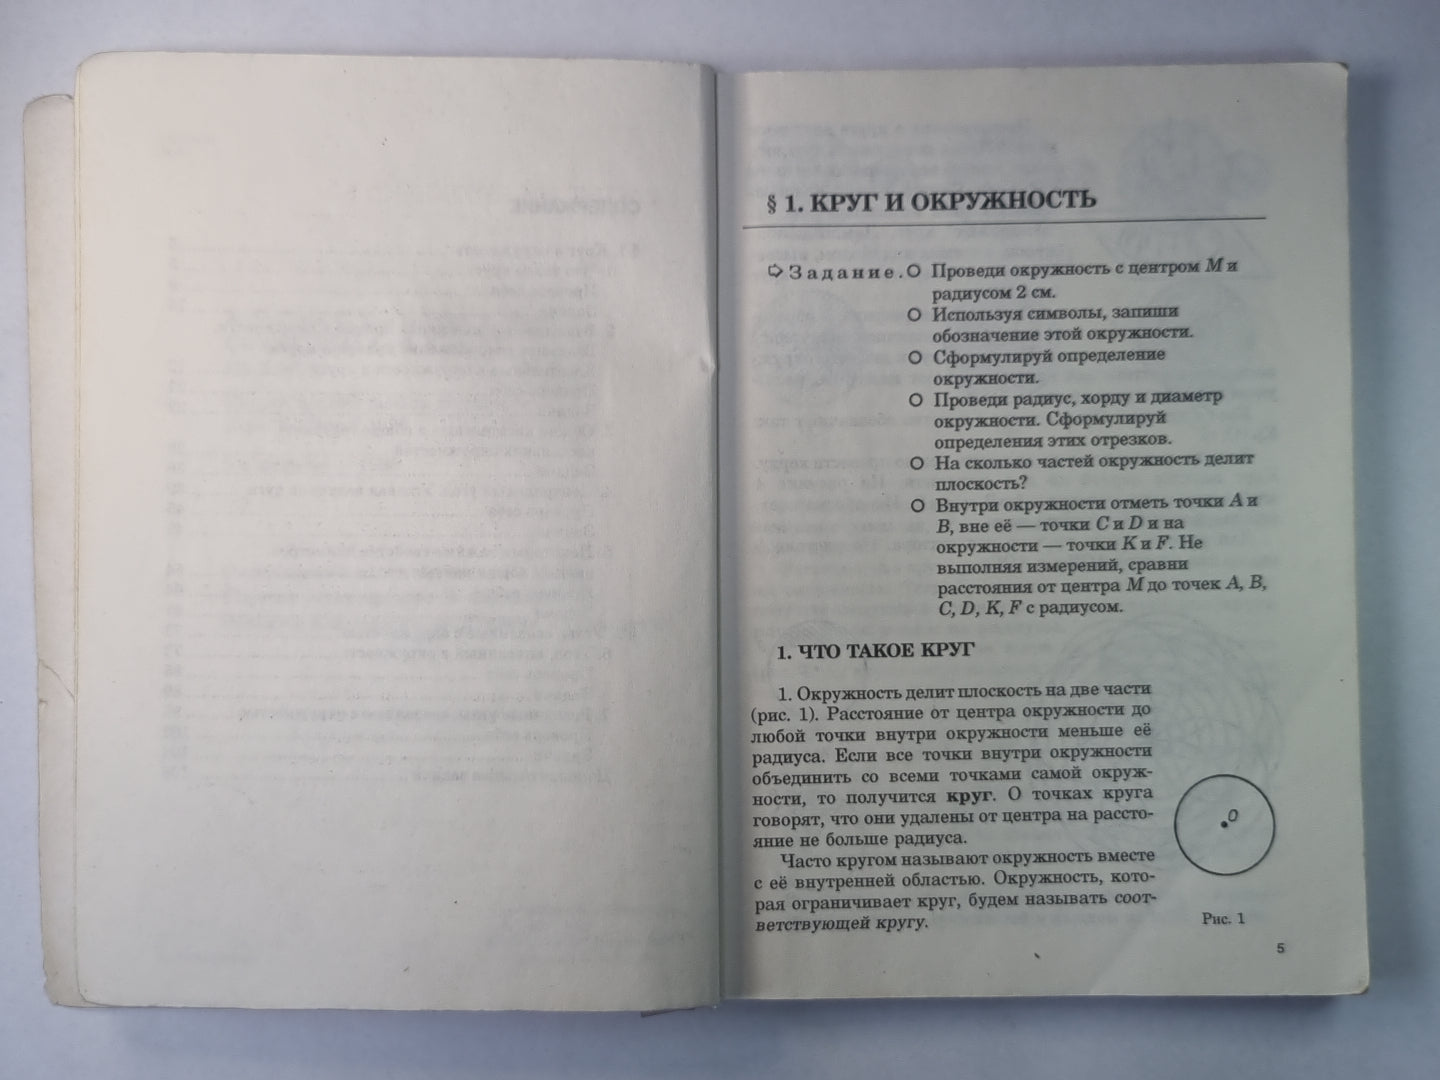 § 1. КРУГ И ОКРУЖНОСТЬ
➩ Задание. О Проведи окружность с центром M и
радиусом 2 см.
О Используя символы, запиши
обозначение этой окружности.
О Сформулируй определение
окружности.
О Проведи радиус, хорду и диаметр
окружности. Сформулируй
определения этих отрезков.
О На сколько частей окружность делит
плоскость?
О Внутри окружности отметь точки A и
B, вне её — точки C и D и на
окружности — точки K и F. Не
выполняя измерений, сравни
расстояния от центра M до точек A, B,
C, D, K, F с радиусом.
1. ЧТО ТАКОЕ КРУГ
1. Окружность делит плоскость на две части
(рис. 1). Расстояние от центра окружности до
любой точки внутри окружности меньше её
радиуса. Если все точки внутри окружности
объединить со всеми точками самой окруж-
ности, то получится круг. О точках круга
говорят, что они удалены от центра на рассто-
яние не больше радиуса.
Часто кругом называют окружность вместе
с её внутренней областью. Окружность, кото-
рая ограничивает круг, будем называть соот-
ветствующей кругу.
O
Рис. 1
5